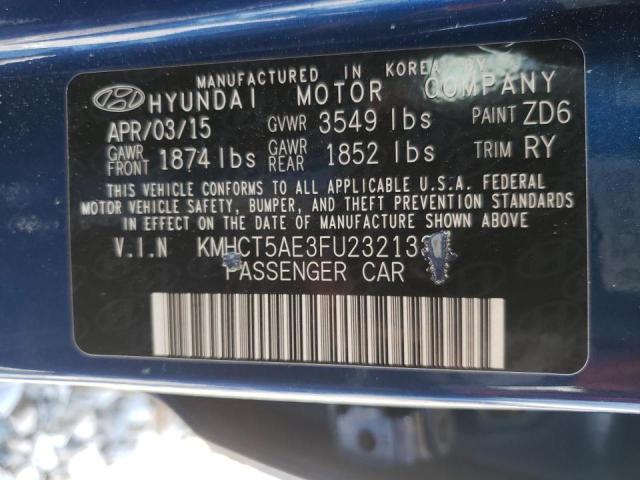 MANUFACTURED IN KOREA BY
HYUNDAI MOTOR COMPANY
APR/03/15 GVWR 3549 lbs PAINT ZD6
GAWR FRONT 1874 lbs GAWR REAR 1852 lbs TRIM RY
THIS VEHICLE CONFORMS TO ALL APPLICABLE U.S.A. FEDERAL
MOTOR VEHICLE SAFETY, BUMPER, AND THEFT PREVENTION STANDARDS
IN EFFECT ON THE DATE OF MANUFACTURE SHOWN ABOVE.
V.I.N
PASSENGER CAR